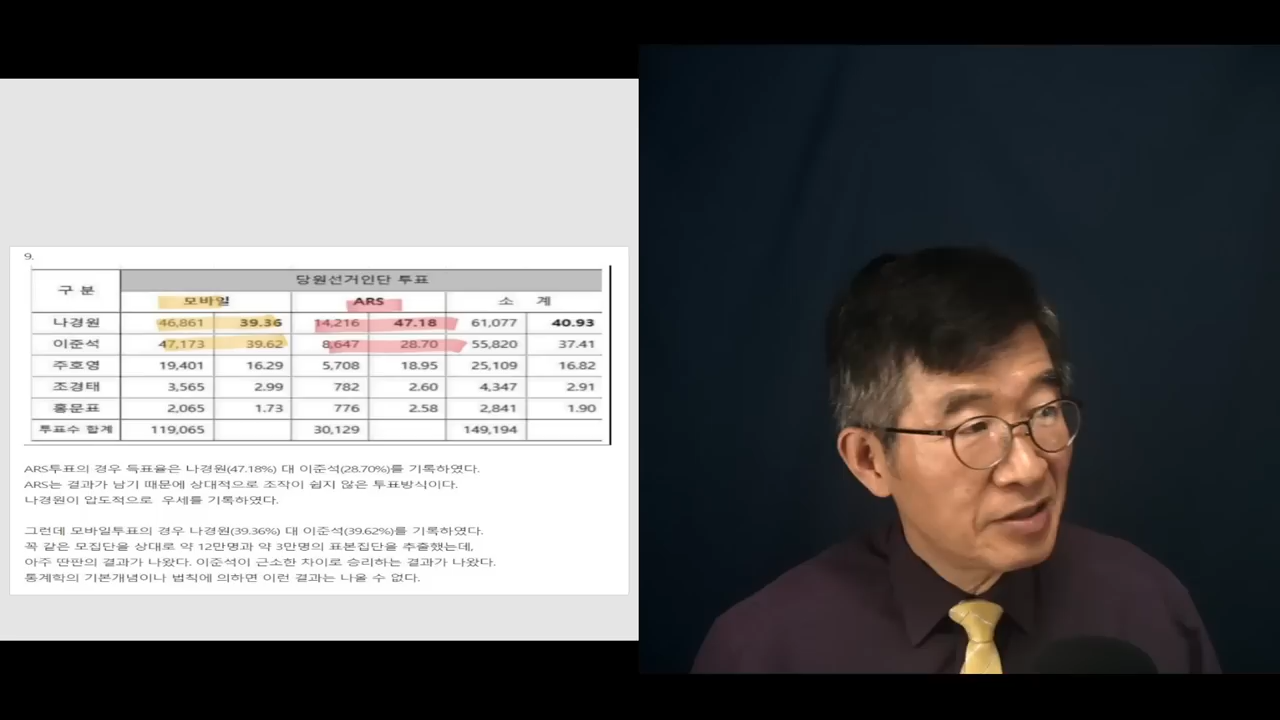 9.
구 분 당원선거인단 투표
모바일 ARS 소 계
나경원 46,861 39.36 14,216 47.18 61,077 40.93
이준석 47,173 39.62 8,647 28.70 55,820 37.41
주호영 19,401 16.29 5,708 18.95 25,109 16.82
조경태 3,565 2.99 782 2.60 4,347 2.91
홍문표 2,065 1.73 776 2.58 2,841 1.90
투표수 합계 119,065 30,129 149,194
ARS투표의 경우 득표율은 나경원(47.18%) 대 이준석(28.70%)를 기록하였다.
ARS는 결과가 남기 때문에 상대적으로 조작이 쉽지 않은 투표방식이다.
나경원이 압도적으로 우세를 기록하였다.
그런데 모바일투표의 경우 나경원(39.36%) 대 이준석(39.62%)를 기록하였다.
꼭 같은 모집단을 상대로 약 12만명과 약 3만명의 표본집단을 추출했는데,
아주 딴판의 결과가 나왔다. 이준석이 근소한 차이로 승리하는 결과가 나왔다.
통계학의 기본개념이나 법칙에 의하면 이런 결과는 나올 수 없다.